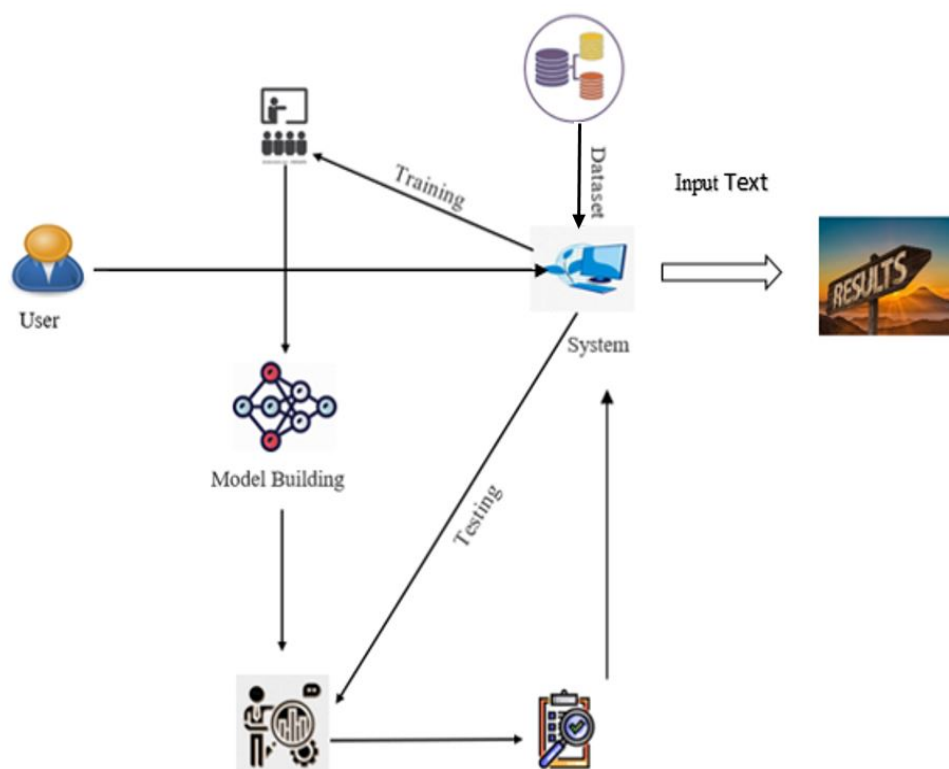 Dataset
Training
Input Text
User
RESULTS
System
Model Building
Testing